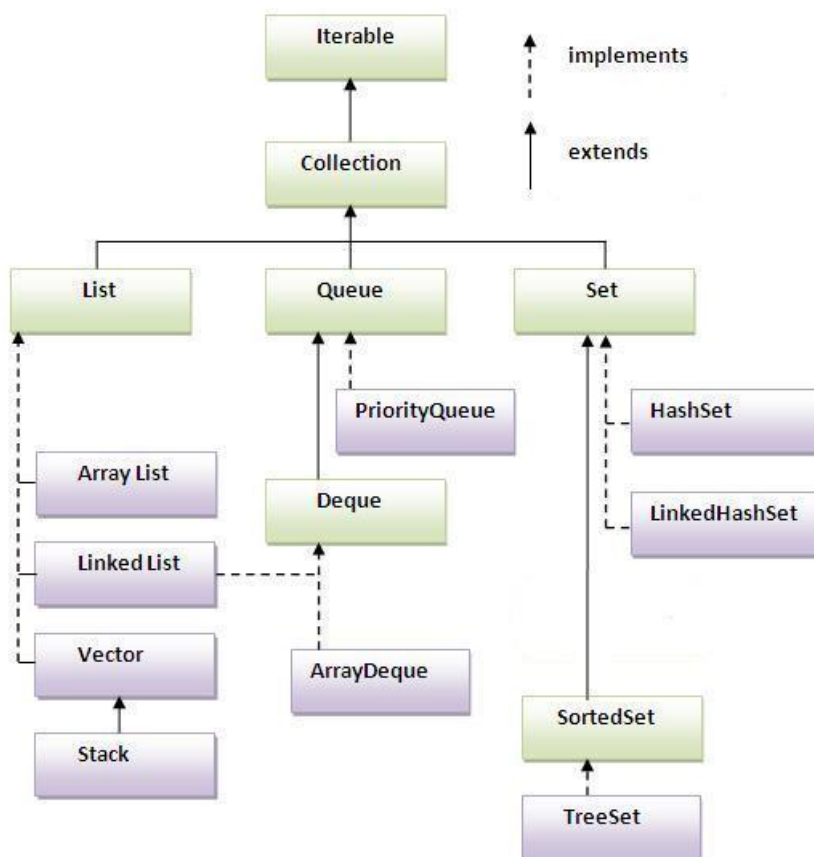 Iterable
implements
Collection
extends
List
Queue
Set
PriorityQueue
HashSet
Array List
Deque
LinkedHashSet
Linked List
Vector
ArrayDeque
SortedSet
Stack
TreeSet